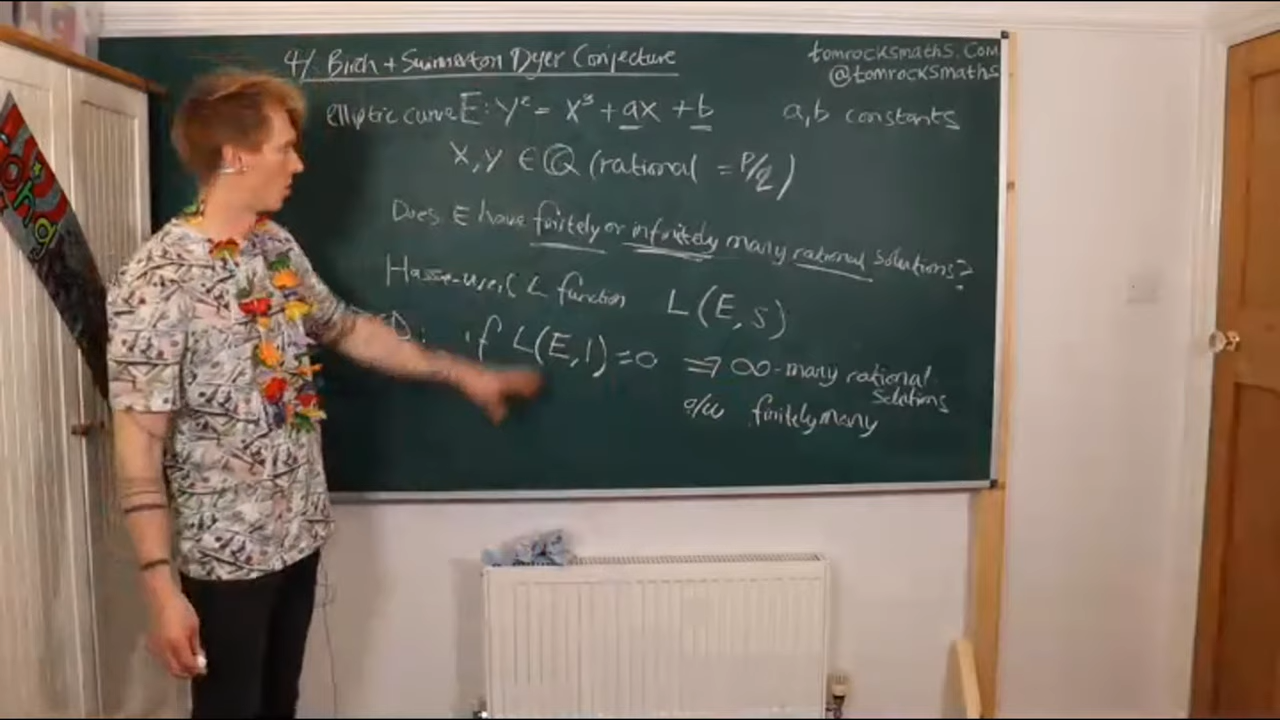 4/. Birch + Swinnerton Dyer Conjecture
tomrocksmaths.com
@tomrocksmaths
elliptic curve E: y² = x³ + ax + b
a,b constants
x,y ∈ ℚ (rational = p/q)
Does E have finitely or infinitely many rational solutions?
Hasse-Weil L function L(E,s)
if L(E,1) = 0 ⇒ ∞-many rational
solutions
o/w finitely many